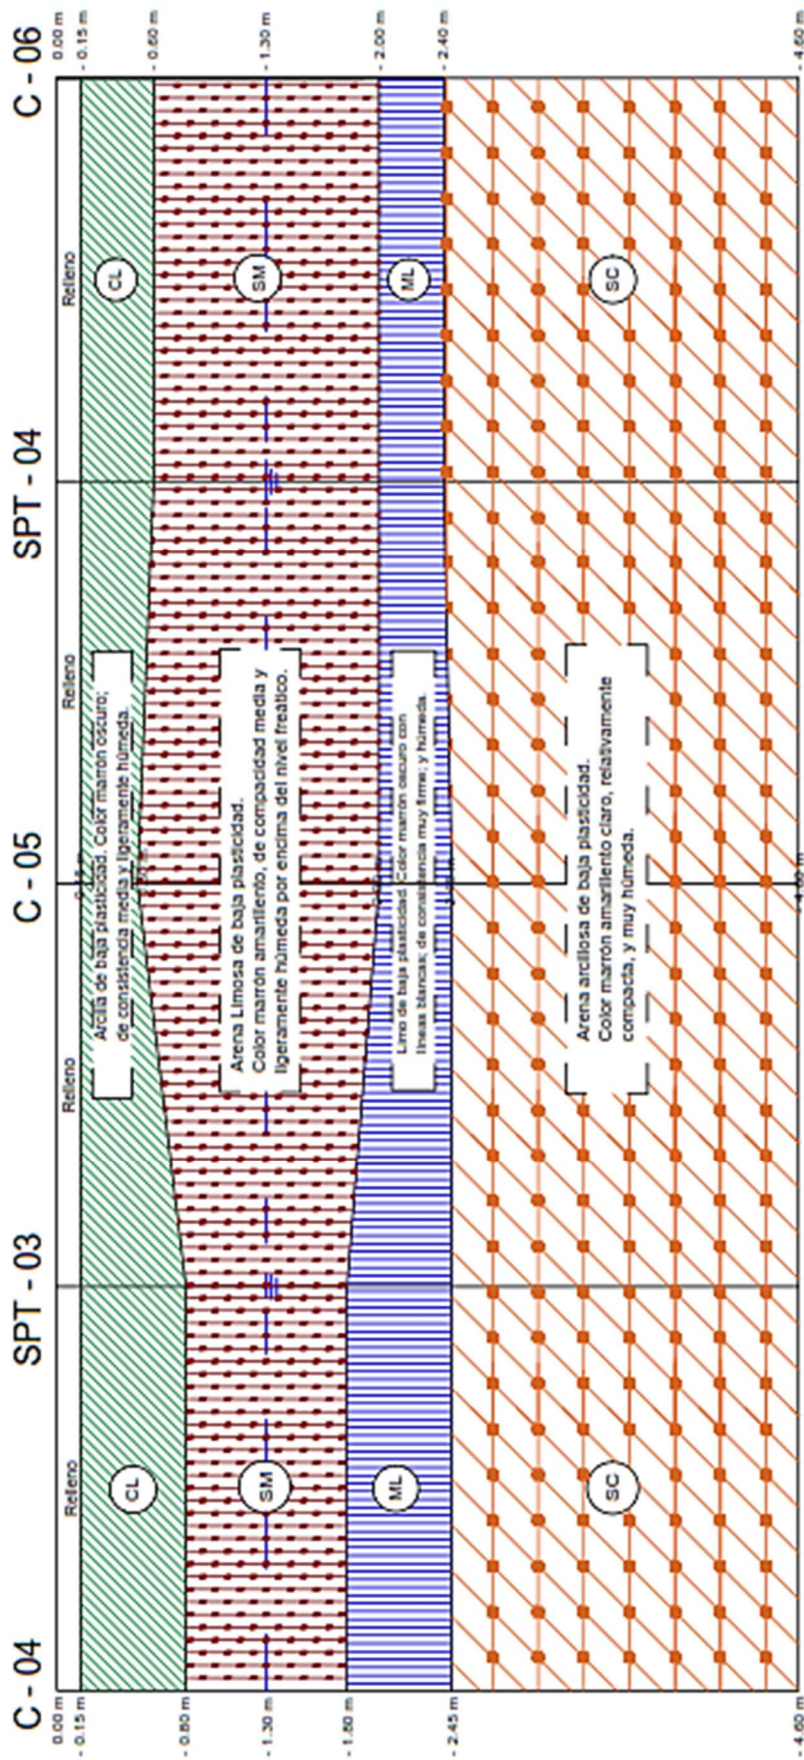 C - 04
SPT - 03
C - 05
SPT - 04
C - 06
0.00 m
- 0.15 m
- 0.80 m
- 1.30 m
- 1.80 m
- 2.45 m
- 4.60 m
Relleno
Relleno
Relleno
Relleno
CL
CL
Arcilla de baja plasticidad. Color marrón oscuro;
de consistencia media y ligeramente húmeda.
SM
SM
Arena Limosa de baja plasticidad.
Color marrón amarillento, de compacidad media y
ligeramente húmeda por encima del nivel freático.
ML
ML
Limo de baja plasticidad. Color marrón oscuro con
líneas blancas; de consistencia muy firme; y húmeda.
SC
SC
Arena arcillosa de baja plasticidad.
Color marrón amarillento claro, relativamente
compacta, y muy húmeda.
0.00 m
- 0.15 m
- 0.60 m
- 1.30 m
- 2.00 m
- 2.40 m
- 4.60 m